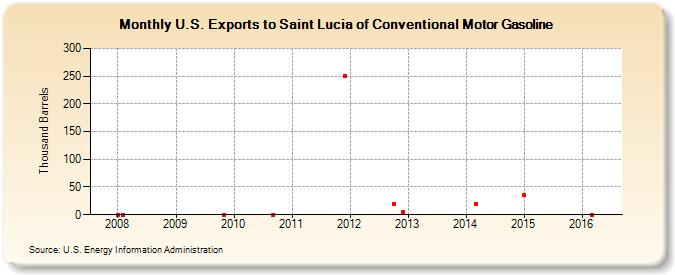 Monthly U.S. Exports to Saint Lucia of Conventional Motor Gasoline
Thousand Barrels
300
250
200
150
100
50
0
2008 2009 2010 2011 2012 2013 2014 2015 2016
Source: U.S. Energy Information Administration